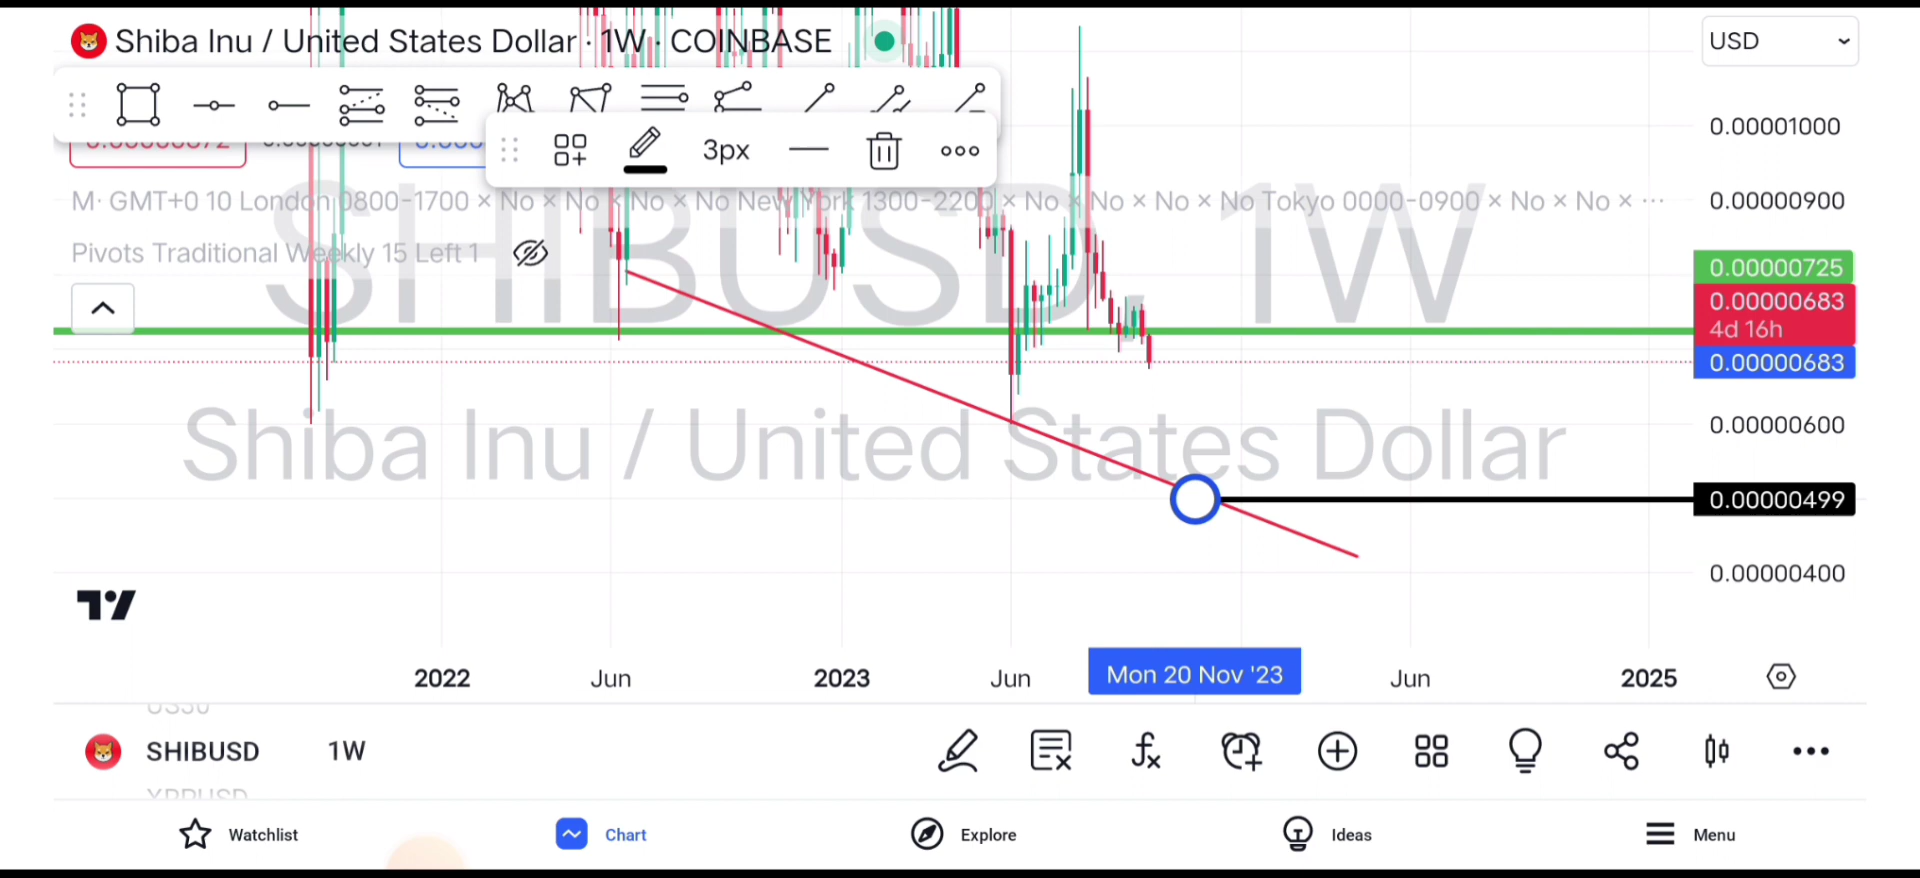 Shiba Inu / United States Dollar · 1W · COINBASE
USD
3px
0.00001000
M· GMT+0 10 London 0800-1700 × No × No × No × No New York 1300-2200 × No × No × No × No Tokyo 0000-0900 × No × No × ...
0.00000900
Pivots Traditional Weekly 15 Left 1
SHIBUSD, 1W
0.00000725
0.00000683
4d 16h
0.00000683
Shiba Inu / United States Dollar
0.00000600
0.00000499
0.00000400
2022 Jun 2023 Jun Mon 20 Nov '23 Jun 2025
US30
SHIBUSD 1W
XRPUSD
Watchlist Chart Explore Ideas Menu